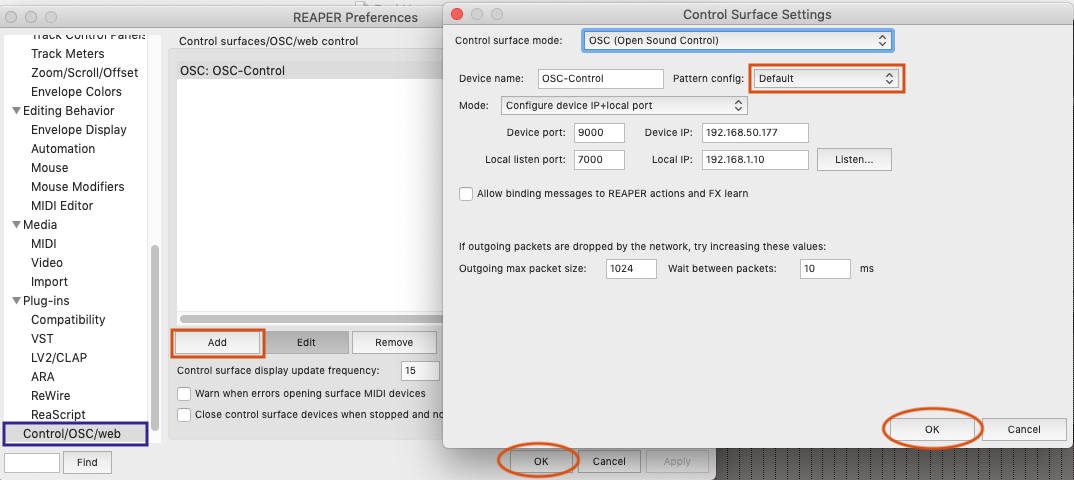 REAPER Preferences
Track Control Panels
Track Meters
Zoom/Scroll/Offset
Envelope Colors
Editing Behavior
Envelope Display
Automation
Mouse
Mouse Modifiers
MIDI Editor
Media
MIDI
Video
Import
Plug-ins
Compatibility
VST
LV2/CLAP
ARA
ReWire
ReaScript
Control/OSC/web
Find
Control surfaces/OSC/web control
OSC: OSC-Control
Add
Edit
Remove
Control surface display update frequency: 15
Warn when errors opening surface MIDI devices
Close control surface devices when stopped and no
OK
Cancel
Apply
Control Surface Settings
Control surface mode: OSC (Open Sound Control)
Device name: OSC-Control Pattern config: Default
Mode: Configure device IP+local port
Device port: 9000 Device IP: 192.168.50.177
Local listen port: 7000 Local IP: 192.168.1.10 Listen...
Allow binding messages to REAPER actions and FX learn
If outgoing packets are dropped by the network, try increasing these values:
Outgoing max packet size: 1024 Wait between packets: 10 ms
OK
Cancel